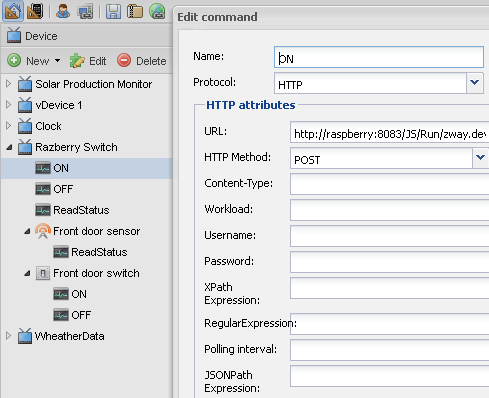 Edit command
Device
New Edit Delete
Solar Production Monitor
vDevice 1
Clock
Razberry Switch
ON
OFF
ReadStatus
Front door sensor
ReadStatus
Front door switch
ON
OFF
WheatherData
Name: ON
Protocol: HTTP
HTTP attributes
URL: http://raspberry:8083/JS/Run/zway.dev
HTTP Method: POST
Content-Type:
Workload:
Username:
Password:
XPath
Expression:
RegularExpression:
Polling interval:
JSONPath
Expression: